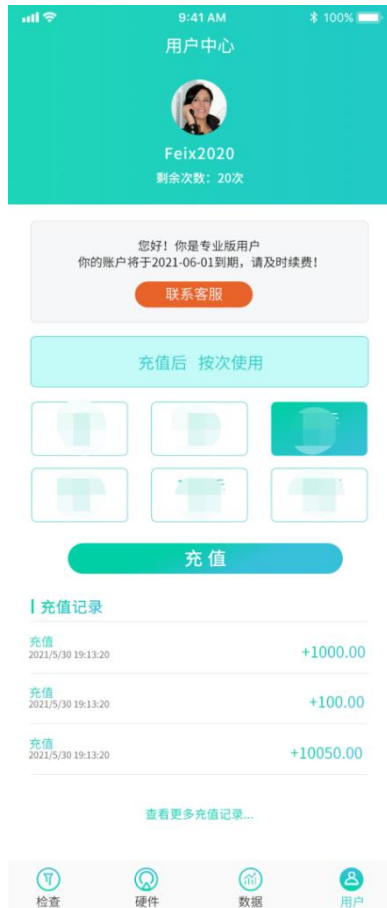 9:41 AM
100%
用户中心
Feix2020
剩余次数：20次
您好！你是专业版用户
你的账户将于2021-06-01到期，请及时续费！
联系客服
充值后 按次使用
充值
充值记录
充值
2021/5/30 19:13:20
+1000.00
充值
2021/5/30 19:13:20
+100.00
充值
2021/5/30 19:13:20
+10050.00
查看更多充值记录...
检查 硬件 数据 用户